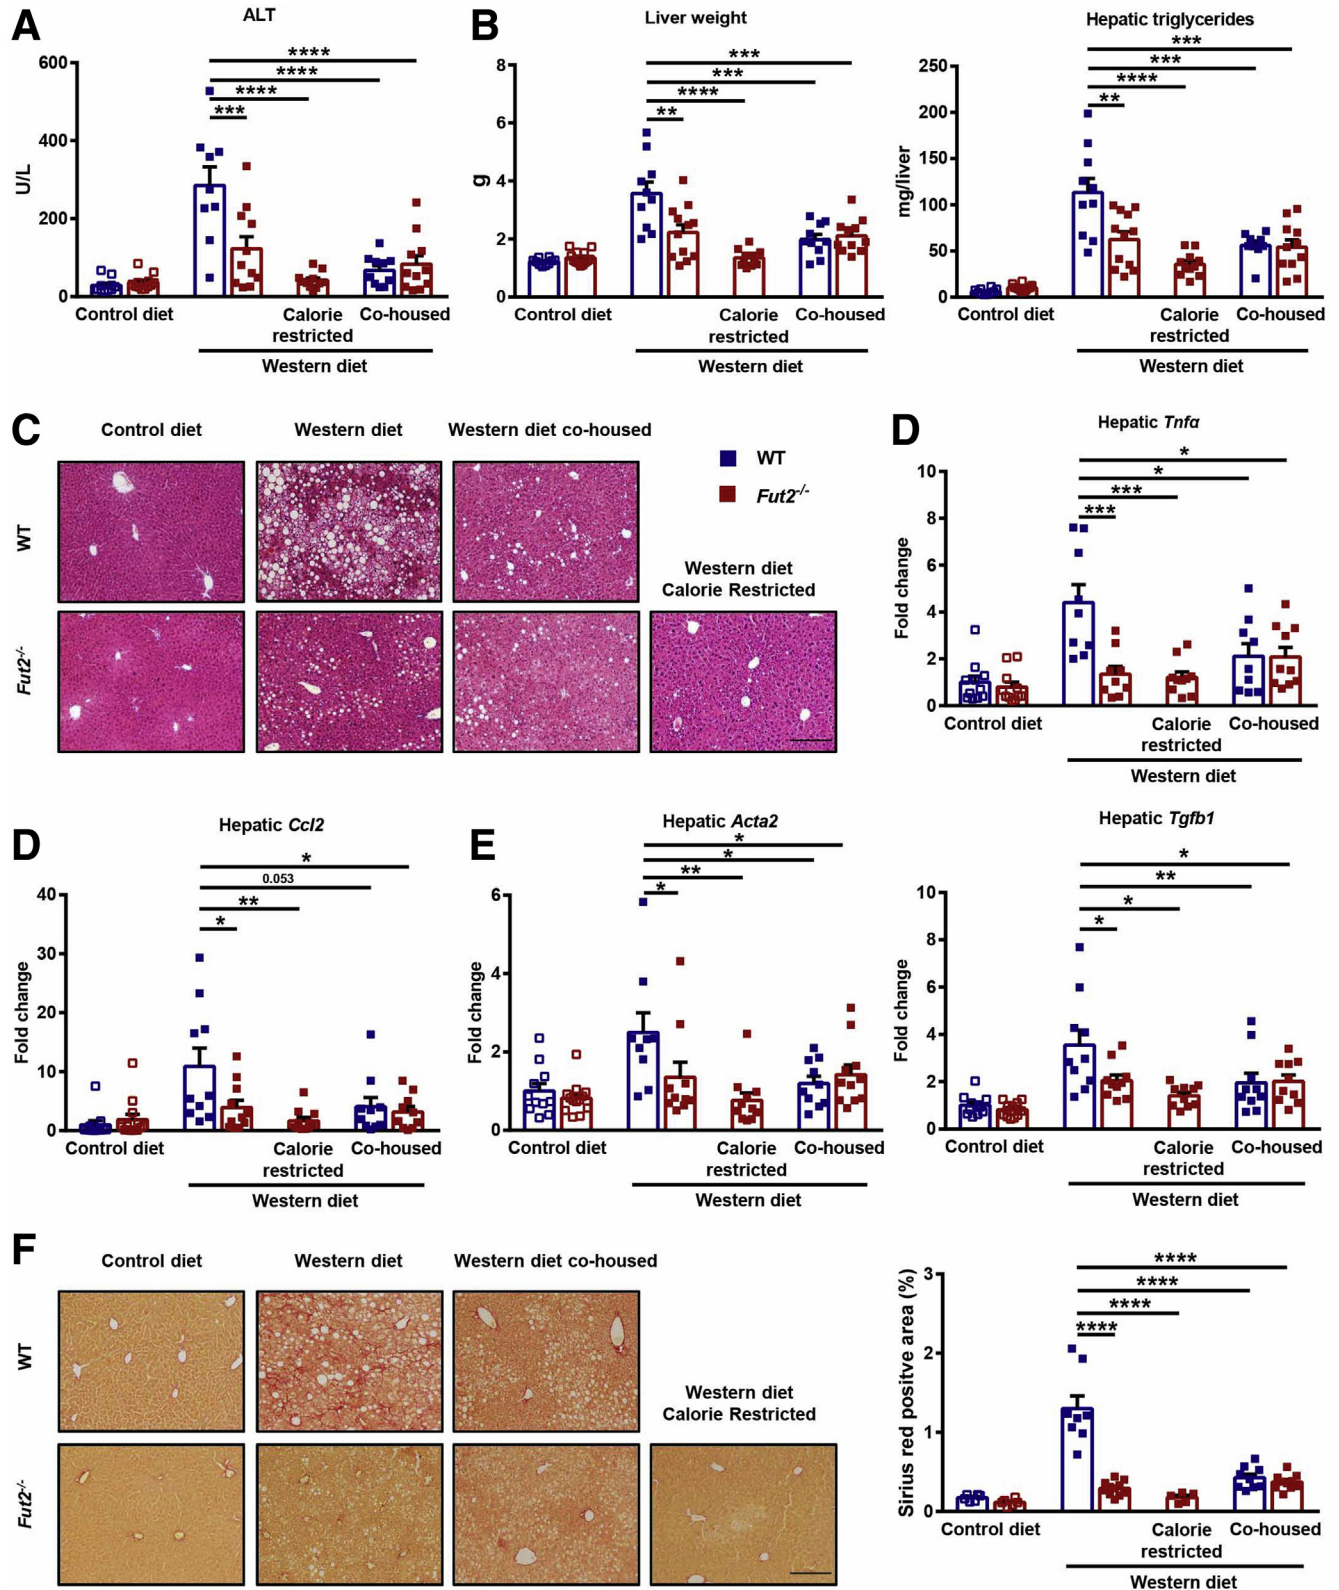 A
ALT
****
****
****
***
600
400
200
0
U/L
Control diet
Calorie
restricted
Co-housed
Western diet
B
Liver weight
***
***
****
**
8
6
4
2
0
g
Control diet
Calorie
restricted
Co-housed
Western diet
Hepatic triglycerides
***
***
****
**
250
200
150
100
50
0
mg/liver
Control diet
Calorie
restricted
Co-housed
Western diet
C
Control diet
Western diet
Western diet co-housed
WT
Fut2-/-
WT
Fut2-/-
Western diet
Calorie Restricted
D
Hepatic Tnfα
*
*
***
***
10
8
6
4
2
0
Fold change
Control diet
Calorie
restricted
Co-housed
Western diet
D
Hepatic Ccl2
*
0.053
**
*
40
30
20
10
0
Fold change
Control diet
Calorie
restricted
Co-housed
Western diet
E
Hepatic Acta2
*
*
**
*
6
4
2
0
Fold change
Control diet
Calorie
restricted
Co-housed
Western diet
Hepatic Tgfb1
*
**
*
*
10
8
6
4
2
0
Fold change
Control diet
Calorie
restricted
Co-housed
Western diet
F
Control diet
Western diet
Western diet co-housed
WT
Fut2-/-
Western diet
Calorie Restricted
****
****
****
****
3
2
1
0
Sirius red positve area (%)
Control diet
Calorie
restricted
Co-housed
Western diet